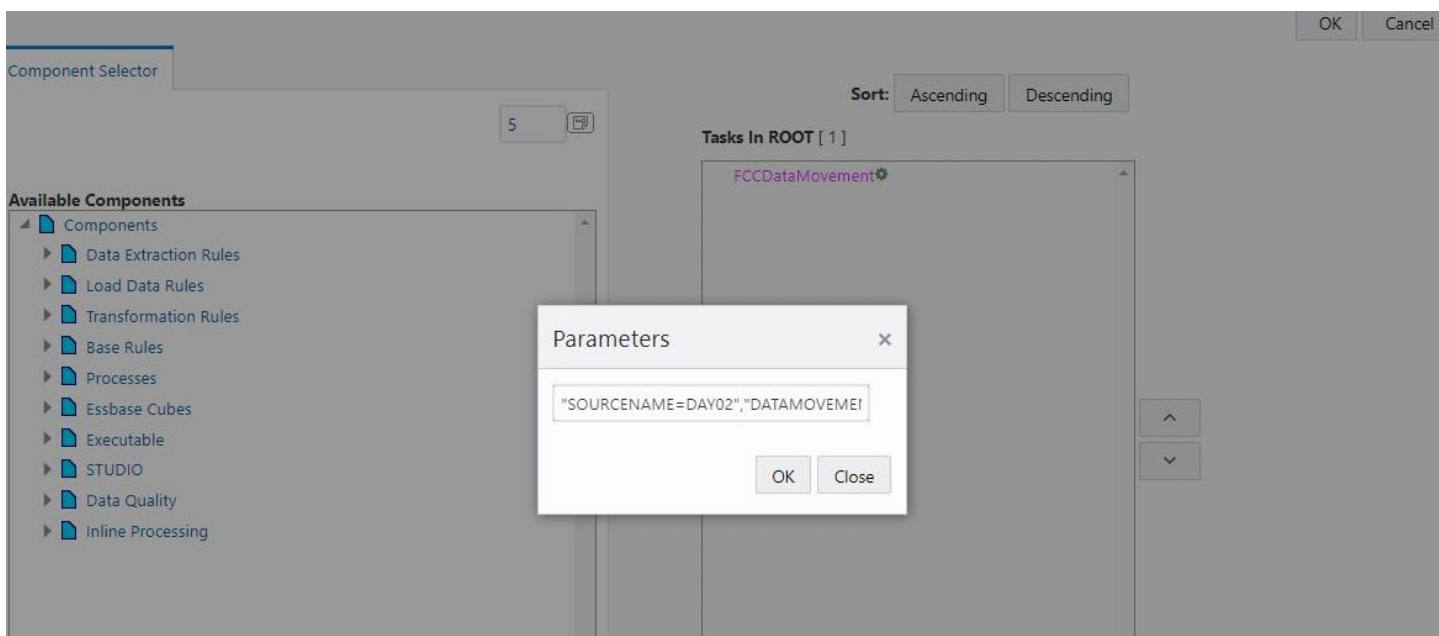 OK Cancel
Component Selector
Sort: Ascending Descending
5
Tasks In ROOT [ 1 ]
FCCDataMovement
Available Components
Components
Data Extraction Rules
Load Data Rules
Transformation Rules
Base Rules
Processes
Essbase Cubes
Executable
STUDIO
Data Quality
Inline Processing
Parameters ×
"SOURCENAME=DAY02","DATAMOVEME
OK Close